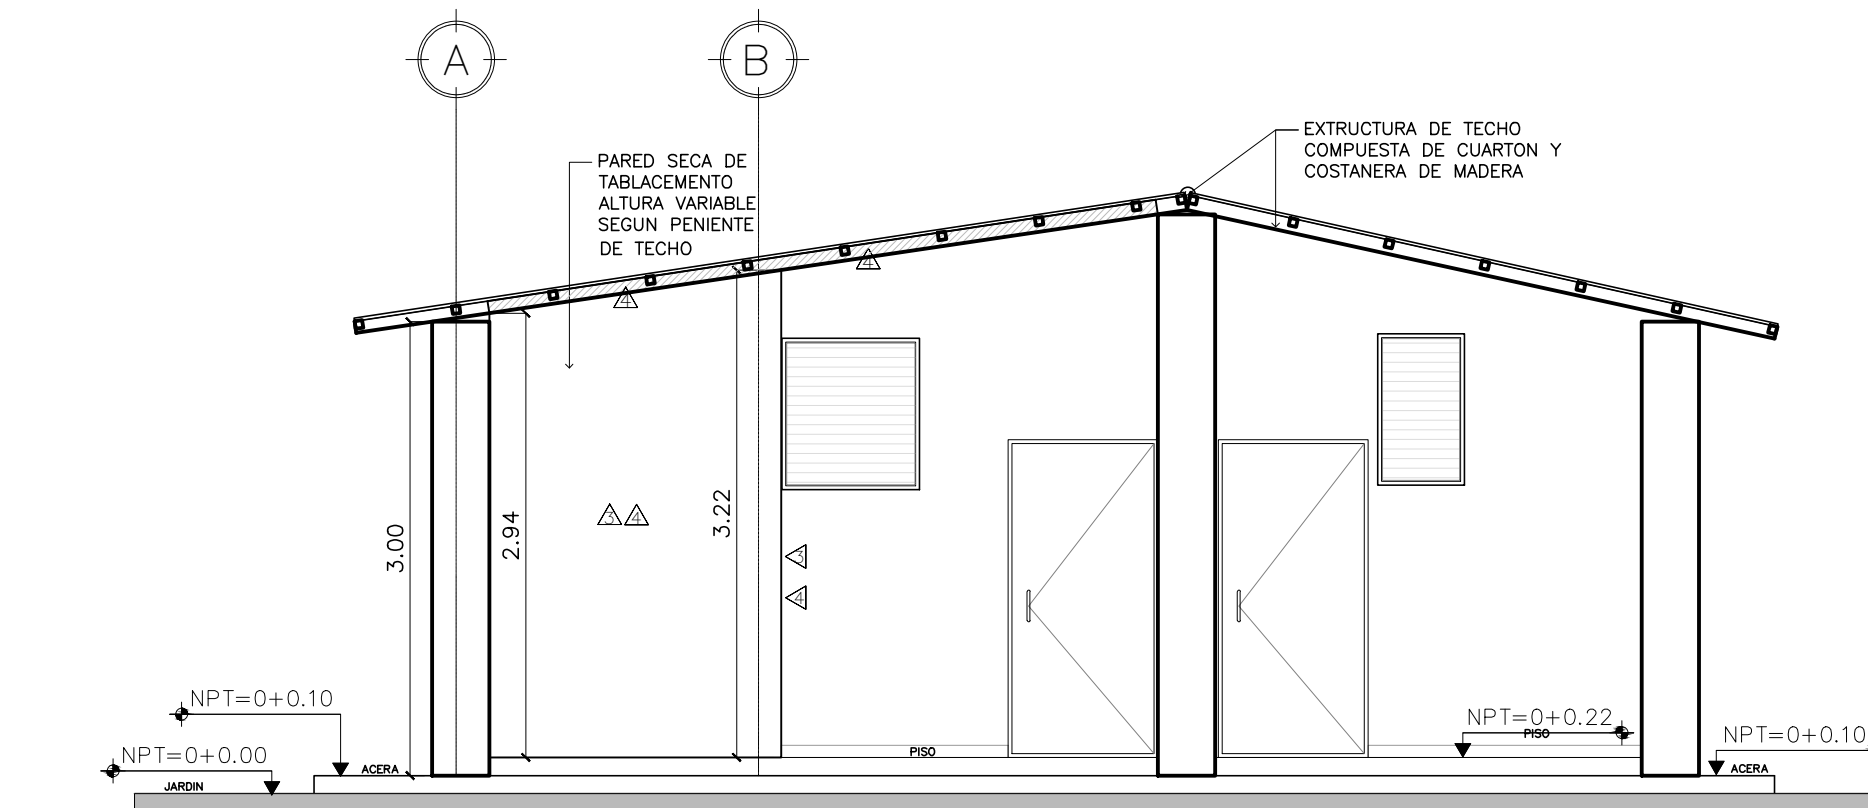 A
B
EXTRUCTURA DE TECHO
COMPUESTA DE CUARTON Y
COSTANERA DE MADERA
PARED SECA DE
TABLACEMENTO
ALTURA VARIABLE
SEGUN PENIENTE
DE TECHO
4
4
3.00
2.94
3.22
3 4
3
4
NPT=0+0.10
NPT=0+0.00
JARDIN
ACERA
PISO
NPT=0+0.22
PISO
NPT=0+0.10
ACERA